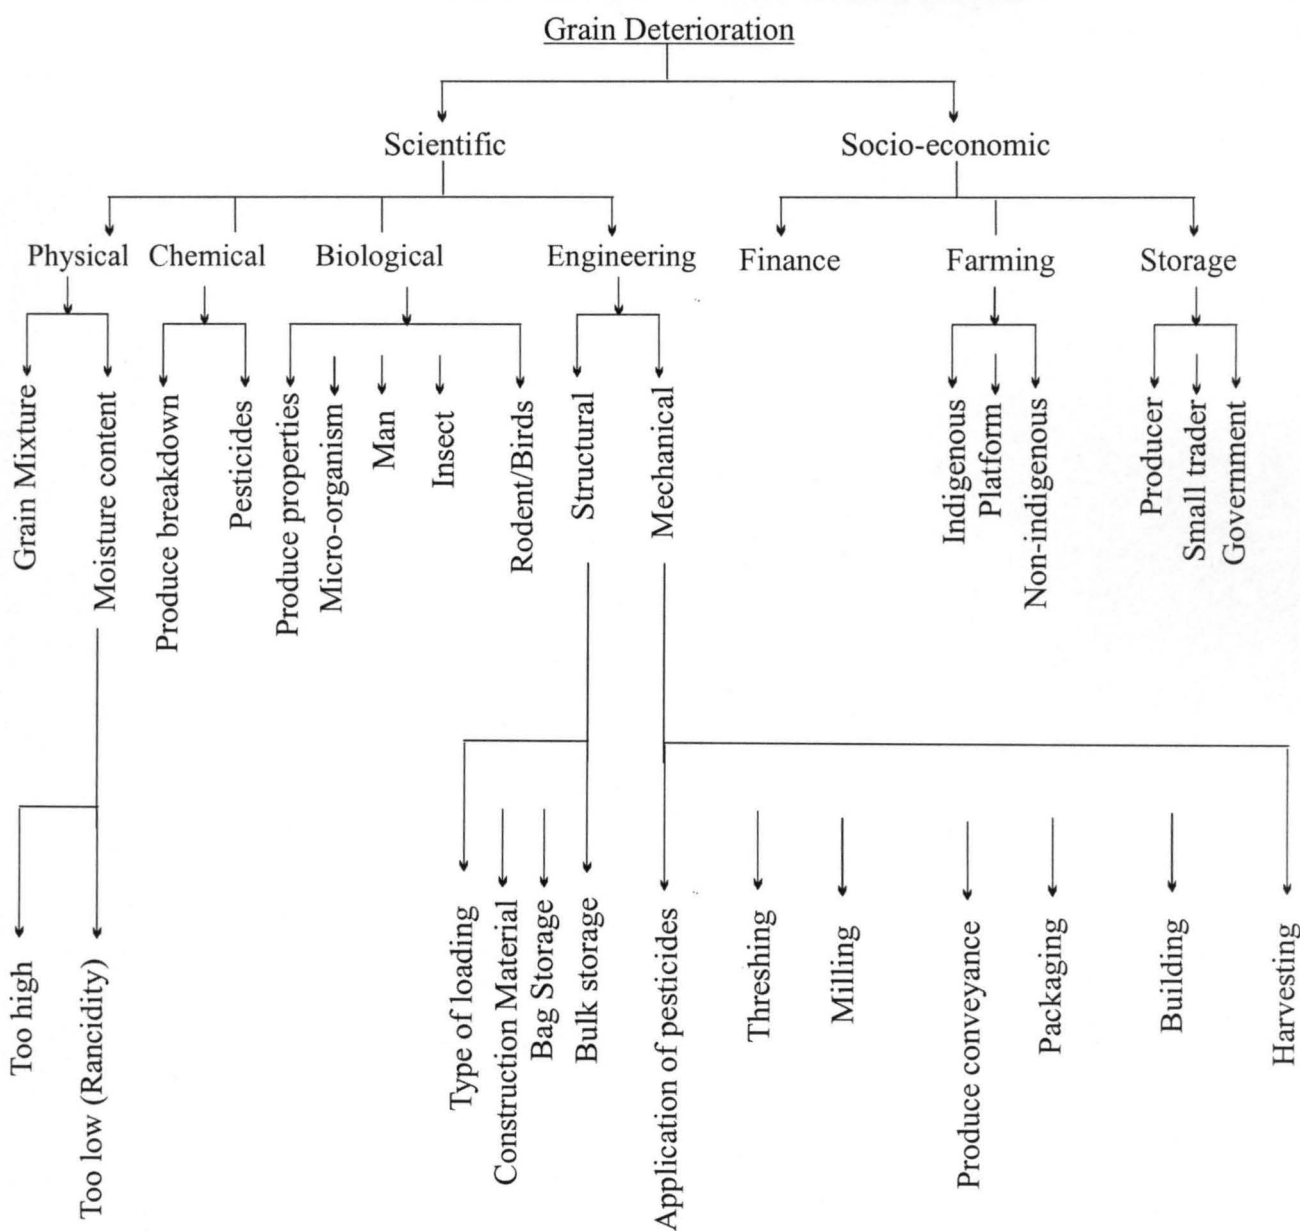 Grain Deterioration
Scientific
Socio-economic
Physical
Chemical
Biological
Engineering
Finance
Farming
Storage
Grain Mixture
Moisture content
Produce breakdown
Pesticides
Produce properties
Micro-organism
Man
Insect
Rodent/Birds
Structural
Mechanical
Indigenous
Platform
Non-indigenous
Producer
Small trader
Government
Too high
Too low (Rancidity)
Type of loading
Construction Material
Bag Storage
Bulk storage
Application of pesticides
Threshing
Milling
Produce conveyance
Packaging
Building
Harvesting